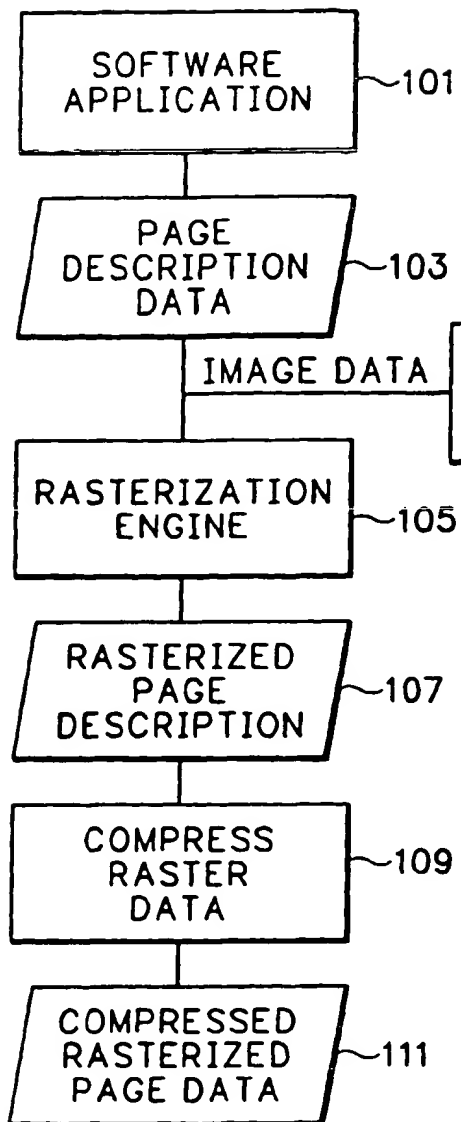 SOFTWARE
APPLICATION
101
PAGE
DESCRIPTION
DATA
103
IMAGE DATA
RASTERIZATION
ENGINE
105
RASTERIZED
PAGE
DESCRIPTION
107
COMPRESS
RASTER
DATA
109
COMPRESSED
RASTERIZED
PAGE DATA
111